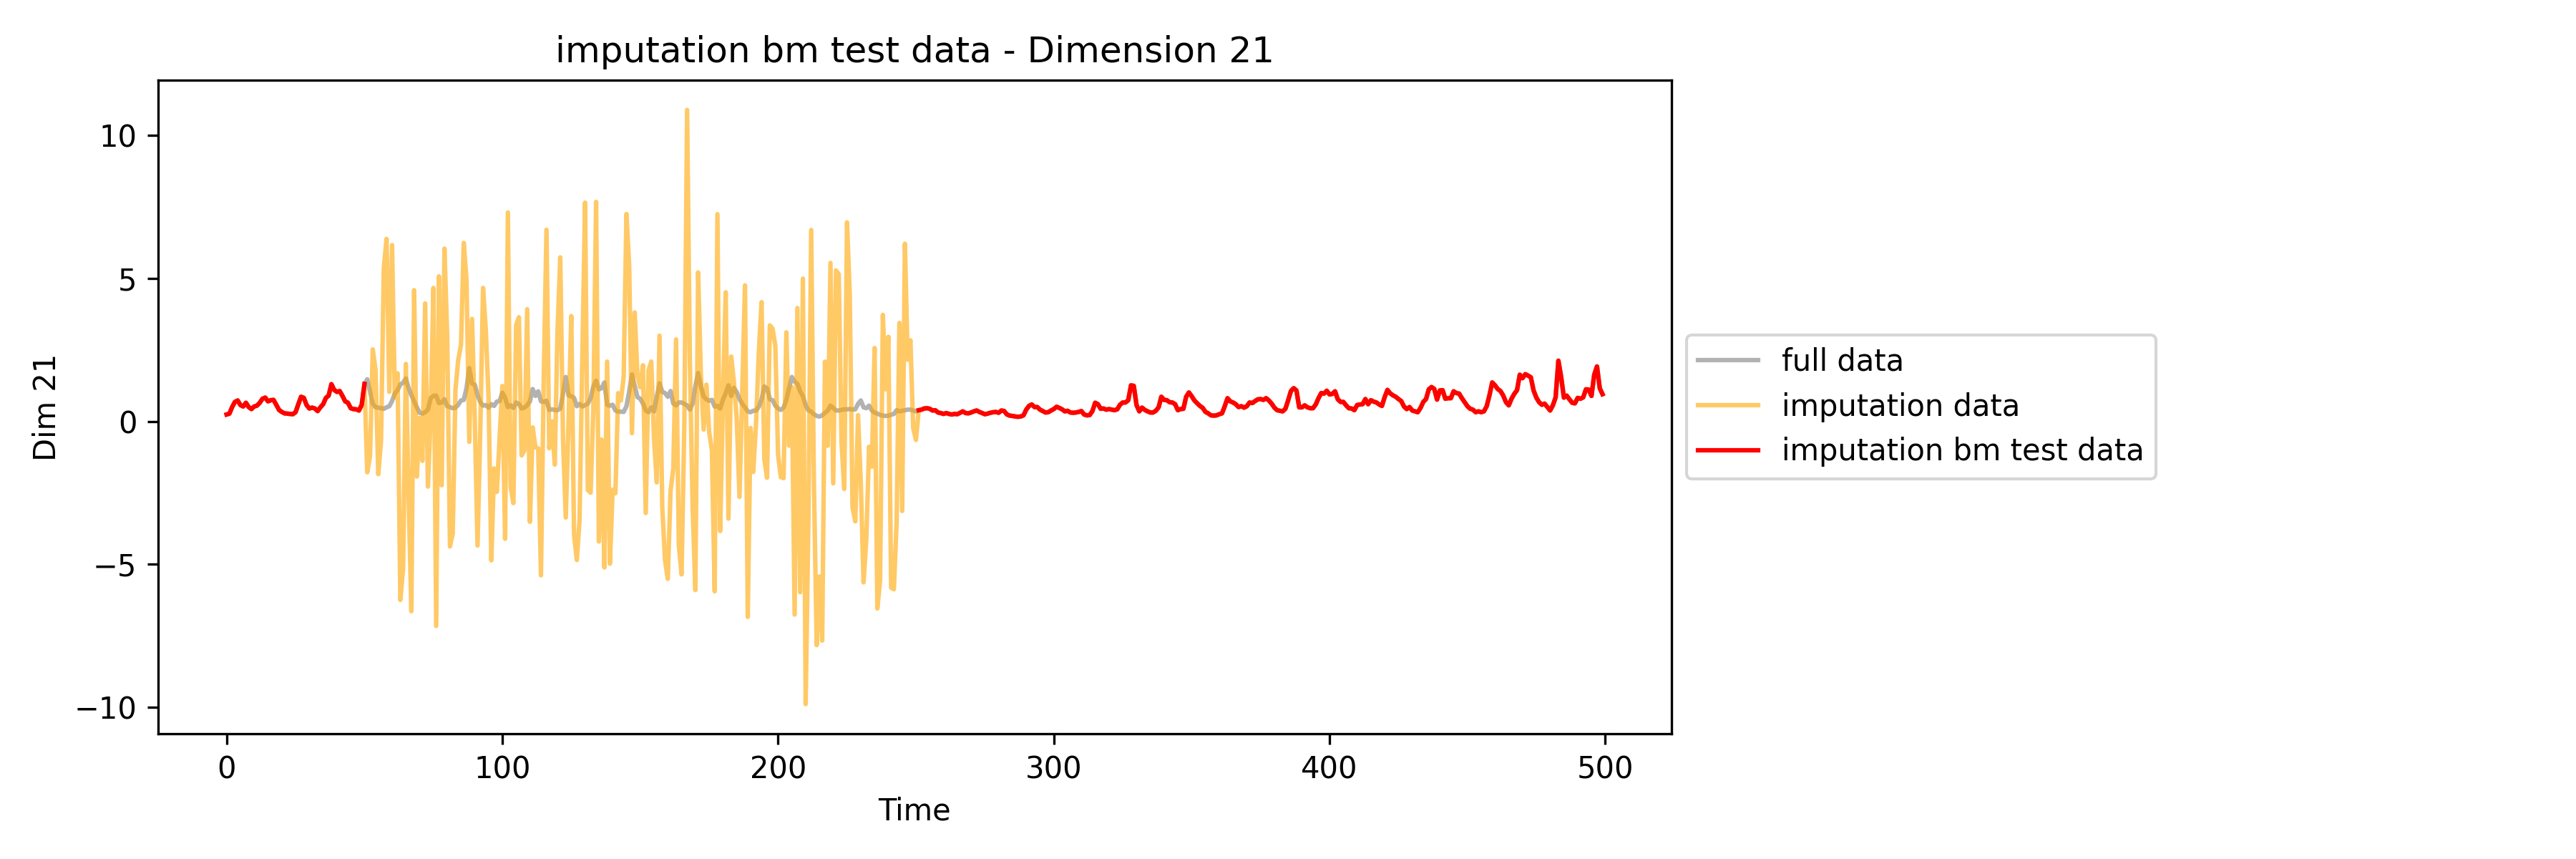 imputation bm test data - Dimension 21
10
5
0
−5
−10
Dim 21
0 100 200 300 400 500
Time
full data
imputation data
imputation bm test data